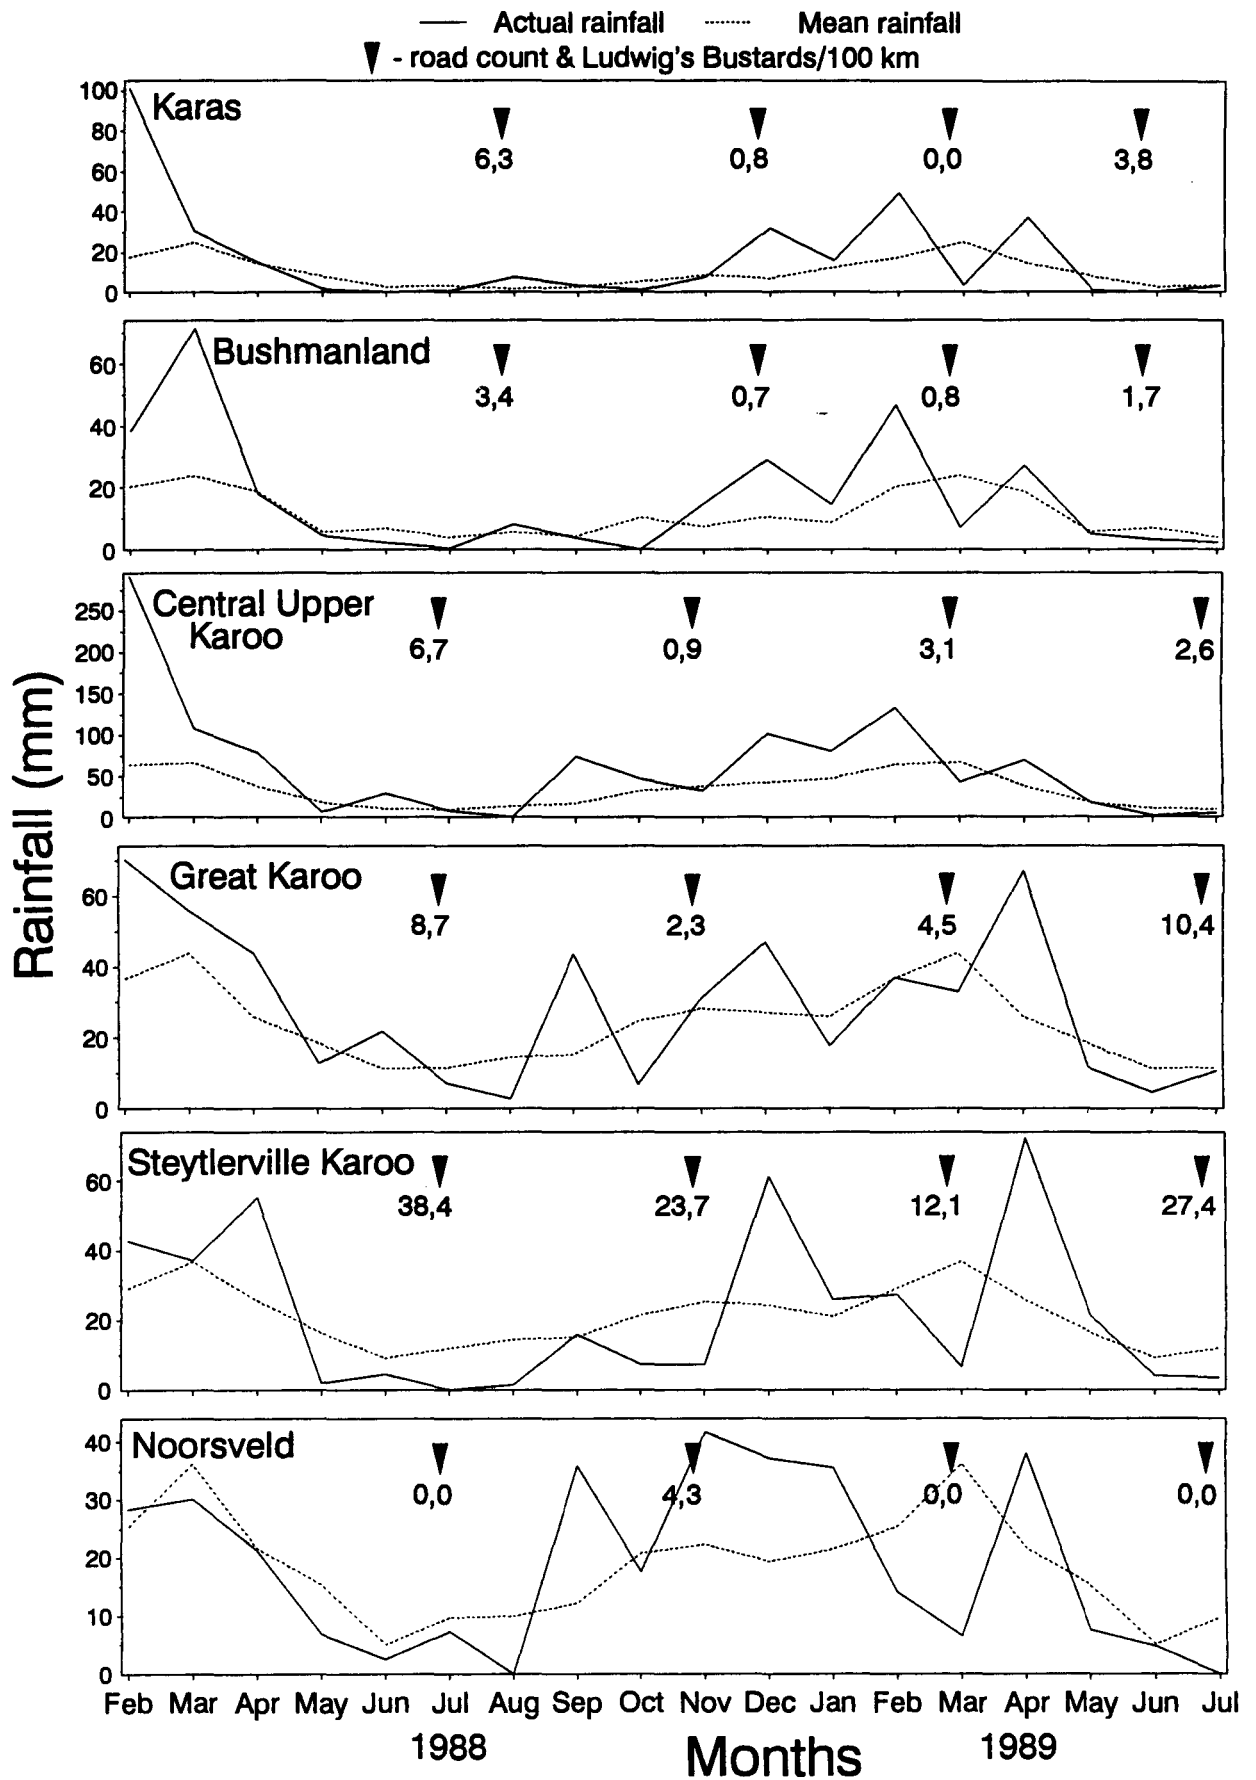 Actual rainfall Mean rainfall
- road count & Ludwig's Bustards/100 km
Rainfall (mm)
Karas
100
80
60
40
20
0
6,3 0,8 0,0 3,8
Bushmanland
60
40
20
0
3,4 0,7 0,8 1,7
Central Upper
Karoo
250
200
150
100
50
0
6,7 0,9 3,1 2,6
Great Karoo
60
40
20
0
8,7 2,3 4,5 10,4
Steytlerville Karoo
60
40
20
0
38,4 23,7 12,1 27,4
Noorsveld
40
30
20
10
0
0,0 4,3 0,0 0,0
Feb Mar Apr May Jun Jul Aug Sep Oct Nov Dec Jan Feb Mar Apr May Jun Jul
1988 Months 1989